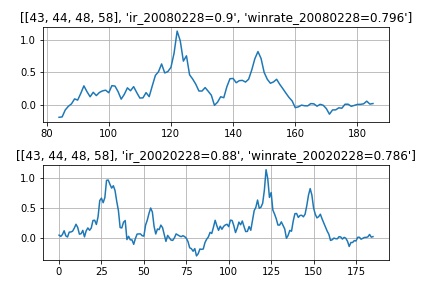 [[43, 44, 48, 58], 'ir_20080228=0.9', 'winrate_20080228=0.796']
1.0
0.5
0.0
80 100 120 140 160 180
[[43, 44, 48, 58], 'ir_20020228=0.88', 'winrate_20020228=0.786']
1.0
0.5
0.0
0 25 50 75 100 125 150 175